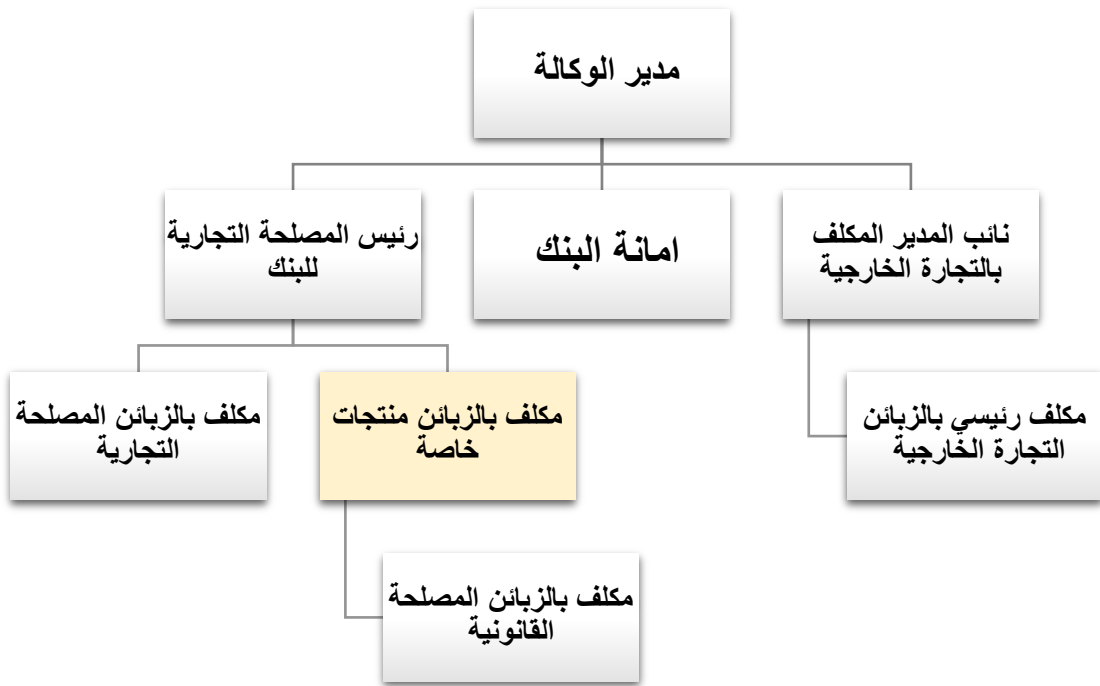 مدير الوكالة
نائب المدير المكلف
بالتجارة الخارجية
امانة البنك
رئيس المصلحة التجارية
للبنك
مكلف رئيسي بالزبائن
التجارة الخارجية
مكلف بالزبائن منتجات
خاصة
مكلف بالزبائن المصلحة
التجارية
مكلف بالزبائن المصلحة
القانونية